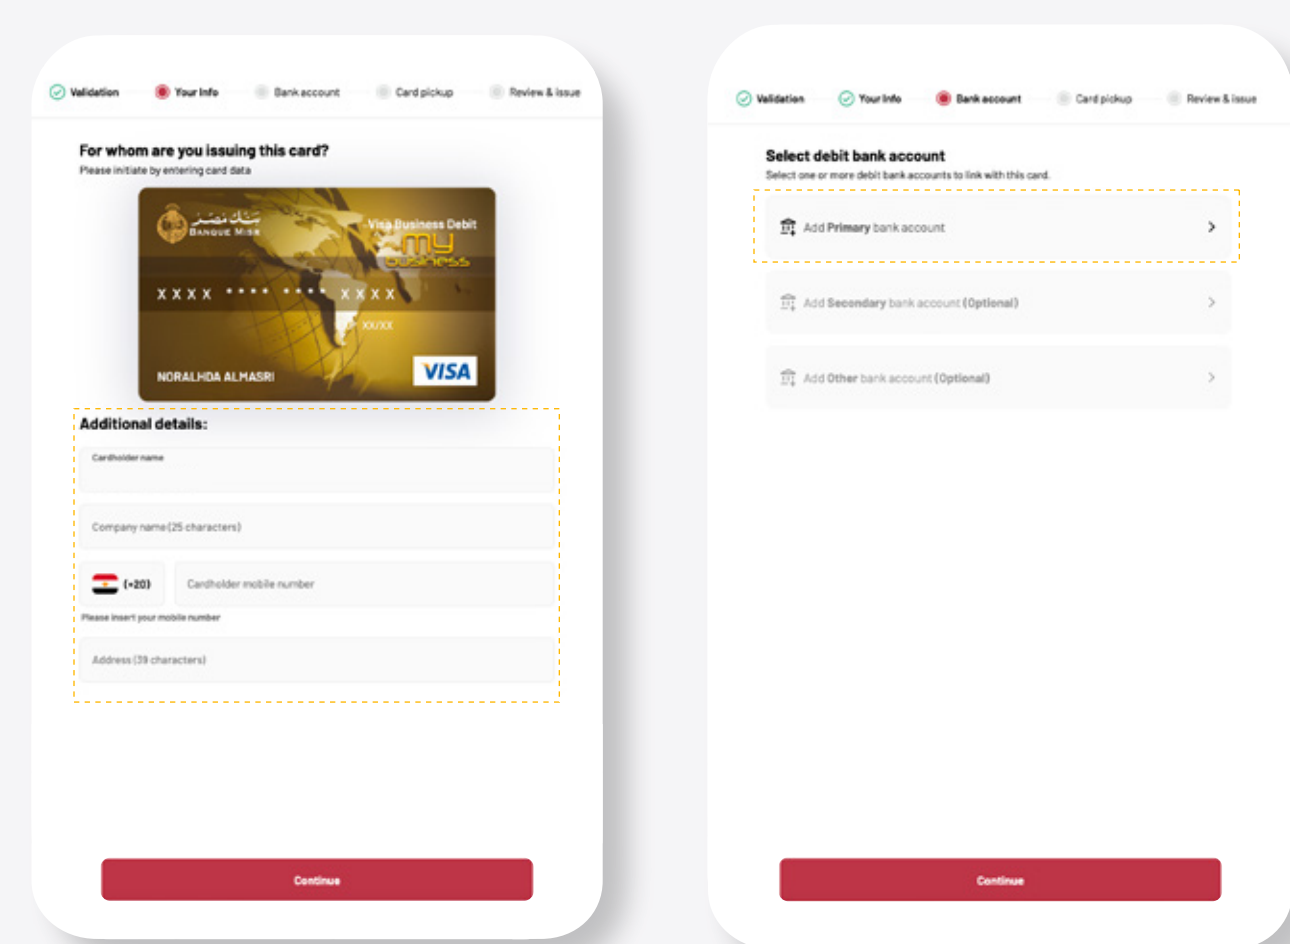 Validation
Your Info
Bank account
Card pickup
Review & issue
For whom are you issuing this card?
Please initiate by entering card data
بنك مصر
BANQUE MISR
Visa Business Debit
my
business
X X X X * * * * * * * * X X X X
XX/XX
NORALHDA ALMASRI
VISA
Additional details:
Cardholder name
Company name (25 characters)
(+20)
Cardholder mobile number
Please insert your mobile number
Address (39 characters)
Continue
Validation
Your Info
Bank account
Card pickup
Review & issue
Select debit bank account
Select one or more debit bank accounts to link with this card.
Add Primary bank account
Add Secondary bank account (Optional)
Add Other bank account (Optional)
Continue